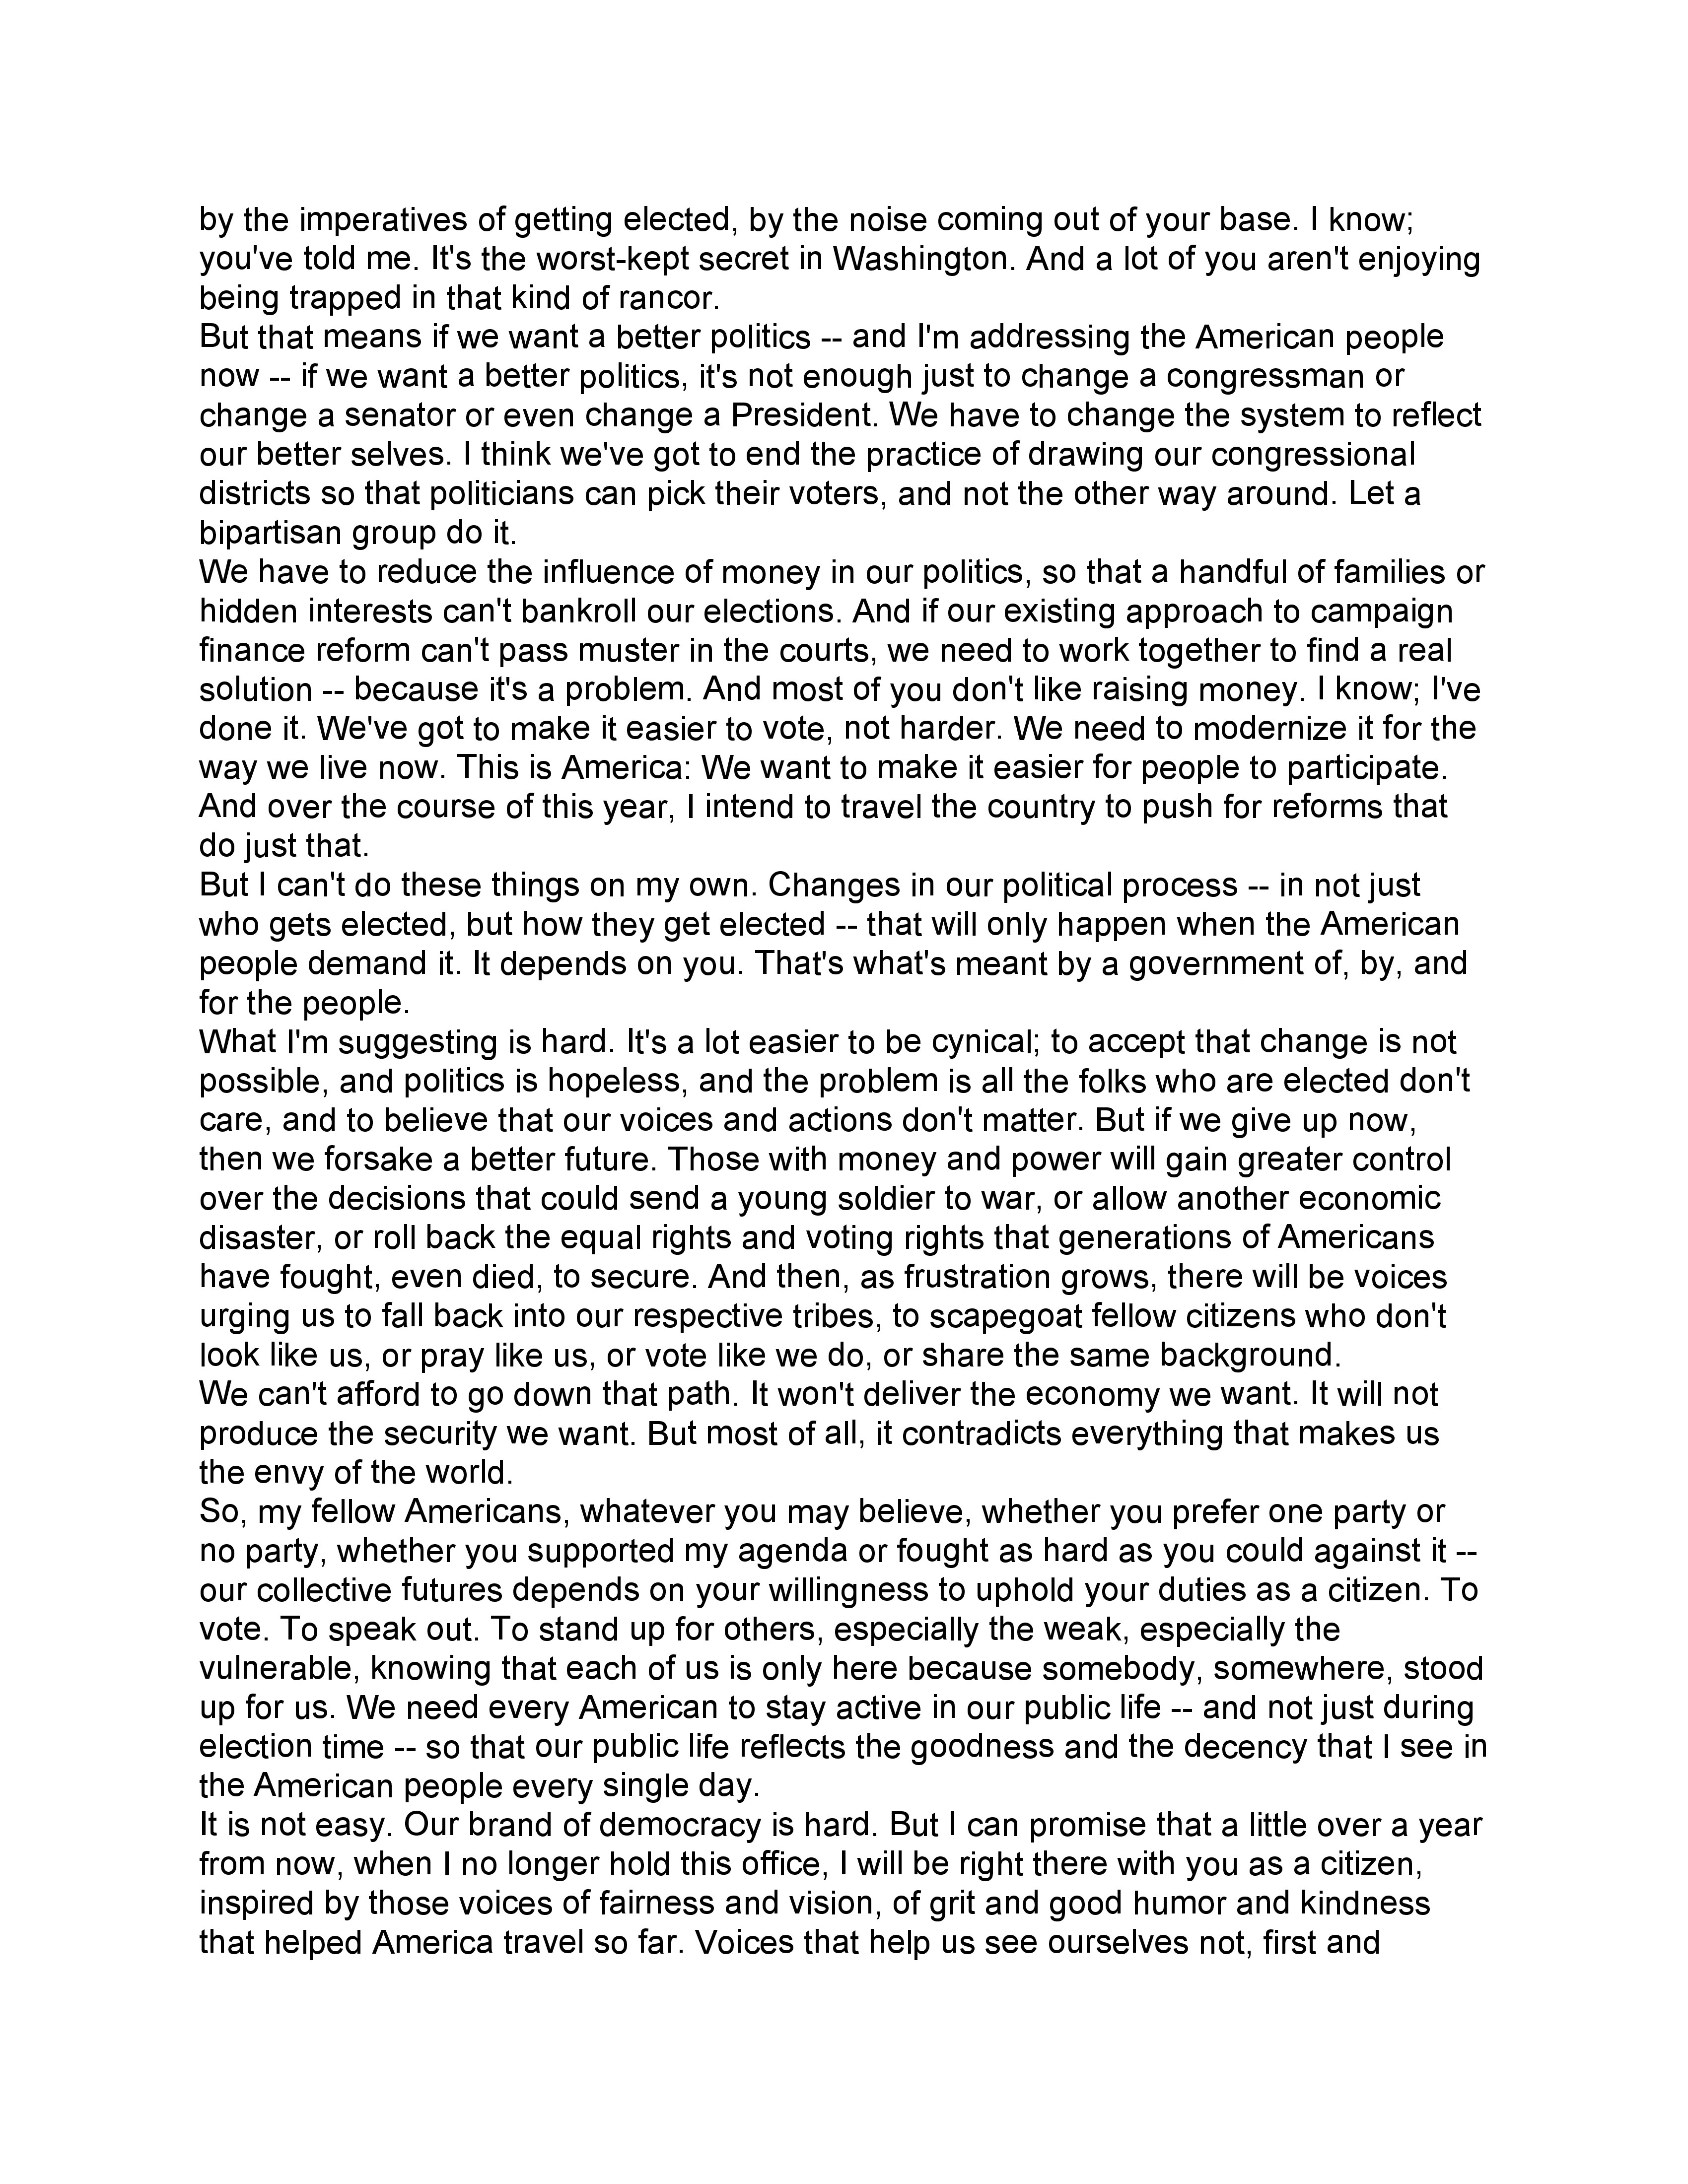 by the imperatives of getting elected, by the noise coming out of your base. I know;
you've told me. It's the worst-kept secret in Washington. And a lot of you aren't enjoying
being trapped in that kind of rancor.
But that means if we want a better politics -- and I'm addressing the American people
now -- if we want a better politics, it's not enough just to change a congressman or
change a senator or even change a President. We have to change the system to reflect
our better selves. I think we've got to end the practice of drawing our congressional
districts so that politicians can pick their voters, and not the other way around. Let a
bipartisan group do it.
We have to reduce the influence of money in our politics, so that a handful of families or
hidden interests can't bankroll our elections. And if our existing approach to campaign
finance reform can't pass muster in the courts, we need to work together to find a real
solution -- because it's a problem. And most of you don't like raising money. I know; I've
done it. We've got to make it easier to vote, not harder. We need to modernize it for the
way we live now. This is America: We want to make it easier for people to participate.
And over the course of this year, I intend to travel the country to push for reforms that
do just that.
But I can't do these things on my own. Changes in our political process -- in not just
who gets elected, but how they get elected -- that will only happen when the American
people demand it. It depends on you. That's what's meant by a government of, by, and
for the people.
What I'm suggesting is hard. It's a lot easier to be cynical; to accept that change is not
possible, and politics is hopeless, and the problem is all the folks who are elected don't
care, and to believe that our voices and actions don't matter. But if we give up now,
then we forsake a better future. Those with money and power will gain greater control
over the decisions that could send a young soldier to war, or allow another economic
disaster, or roll back the equal rights and voting rights that generations of Americans
have fought, even died, to secure. And then, as frustration grows, there will be voices
urging us to fall back into our respective tribes, to scapegoat fellow citizens who don't
look like us, or pray like us, or vote like we do, or share the same background.
We can't afford to go down that path. It won't deliver the economy we want. It will not
produce the security we want. But most of all, it contradicts everything that makes us
the envy of the world.
So, my fellow Americans, whatever you may believe, whether you prefer one party or
no party, whether you supported my agenda or fought as hard as you could against it --
our collective futures depends on your willingness to uphold your duties as a citizen. To
vote. To speak out. To stand up for others, especially the weak, especially the
vulnerable, knowing that each of us is only here because somebody, somewhere, stood
up for us. We need every American to stay active in our public life -- and not just during
election time -- so that our public life reflects the goodness and the decency that I see in
the American people every single day.
It is not easy. Our brand of democracy is hard. But I can promise that a little over a year
from now, when I no longer hold this office, I will be right there with you as a citizen,
inspired by those voices of fairness and vision, of grit and good humor and kindness
that helped America travel so far. Voices that help us see ourselves not, first and